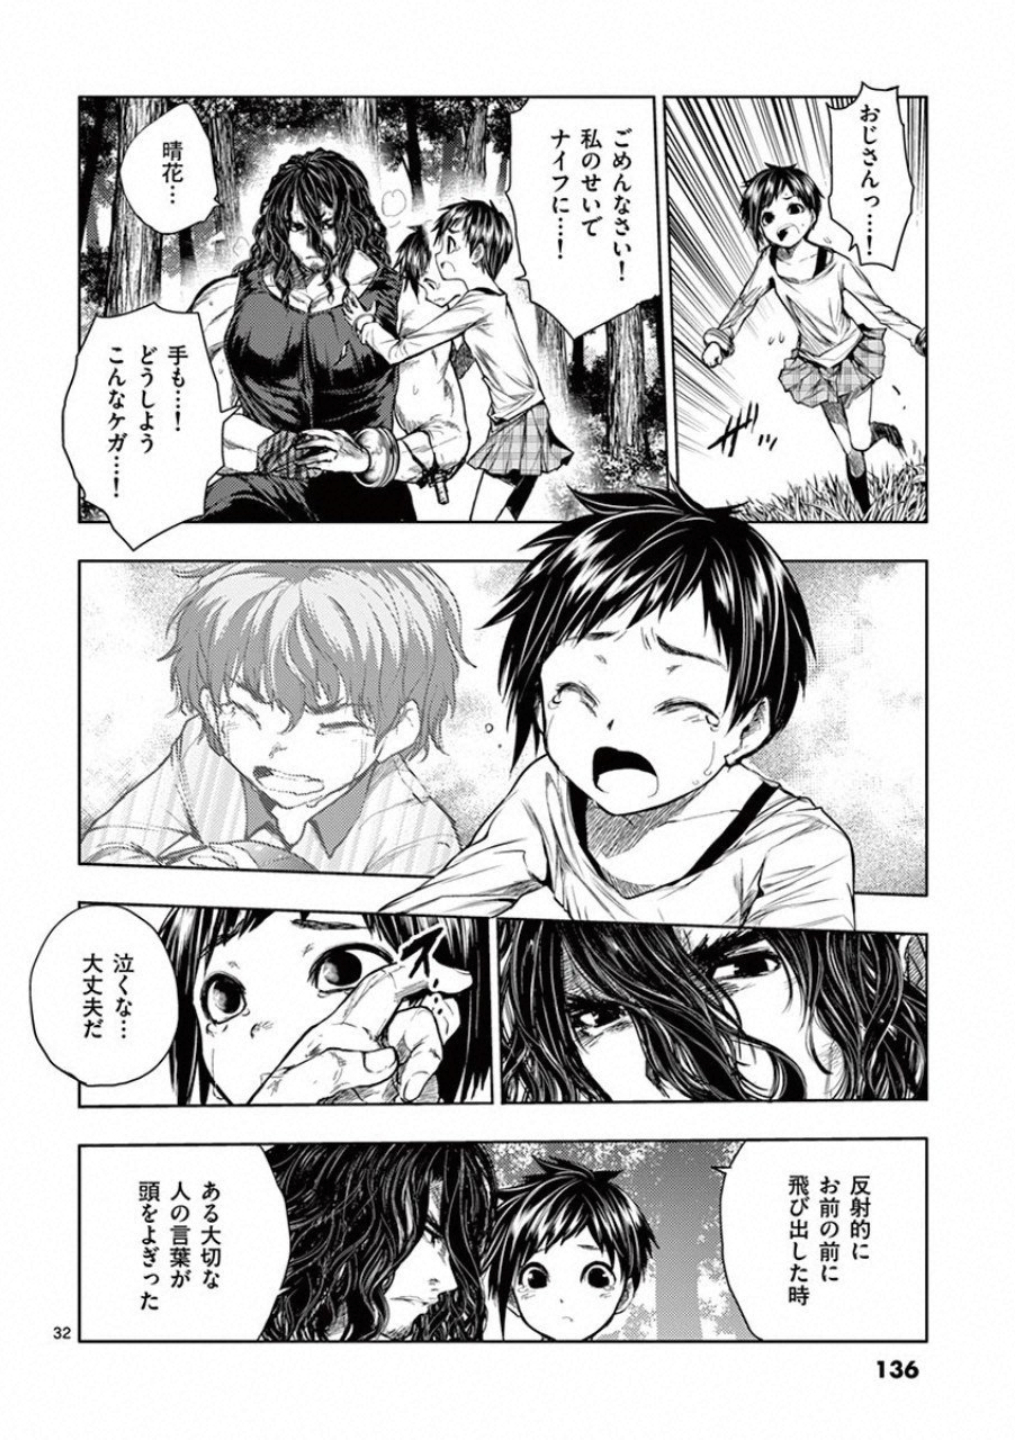 おじさんっ…！
ごめんなさい！
私のせいで
ナイフに…！
晴花…
手も…！
どうしよう
こんなケガ…！
泣くな…
大丈夫だ
反射的に
お前の前に
飛び出した時
ある大切な
人の言葉が
頭をよぎった
32
136